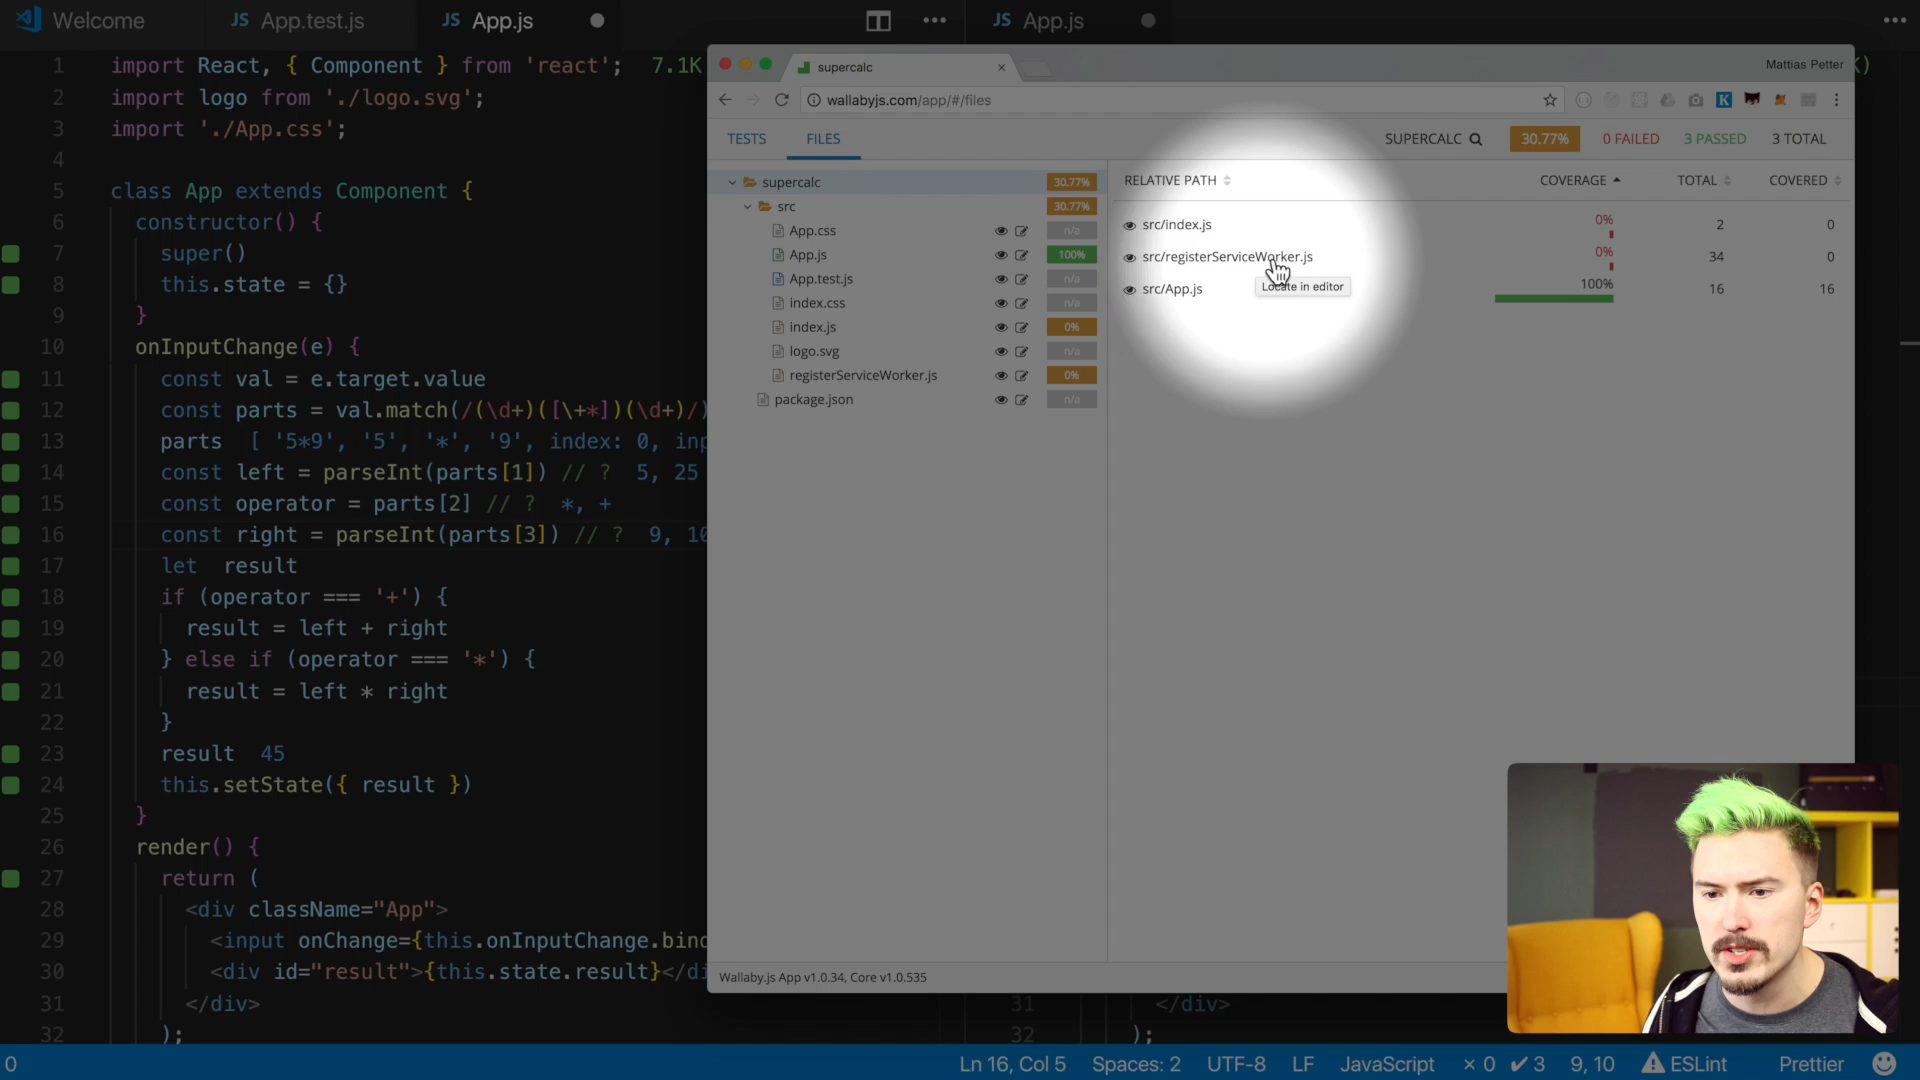 Welcome
JS App.test.js
JS App.js
JS App.js
1 import React, { Component } from 'react'; 7.1K
2 import logo from './logo.svg';
3 import './App.css';
4
5 class App extends Component {
6 constructor() {
7 super()
8 this.state = {}
9 }
10 onInputChange(e) {
11 const val = e.target.value
12 const parts = val.match(/(\d+)([\+*])(\d+)/)
13 parts [ '5*9', '5', '*', '9', index: 0, inp
14 const left = parseInt(parts[1]) // ? 5, 25
15 const operator = parts[2] // ? *, +
16 const right = parseInt(parts[3]) // ? 9, 10
17 let result
18 if (operator === '+') {
19 result = left + right
20 } else if (operator === '*') {
21 result = left * right
22 }
23 result 45
24 this.setState({ result })
25 }
26 render() {
27 return (
28 <div className="App">
29 <input onChange={this.onInputChange.bind
30 <div id="result">{this.state.result}</di
31 </div>
32 );
supercalc
Mattias Petter
wallabyjs.com/app/#/files
K
TESTS FILES SUPERCALC 30.77% 0 FAILED 3 PASSED 3 TOTAL
supercalc 30.77%
src 30.77%
App.css n/a
App.js 100%
App.test.js n/a
index.css n/a
index.js 0%
logo.svg n/a
registerServiceWorker.js 0%
package.json n/a
RELATIVE PATH COVERAGE TOTAL COVERED
src/index.js 0% 2 0
src/registerServiceWorker.js 0% 34 0
src/App.js 100% 16 16
Locate in editor
Wallaby.js App v1.0.34, Core v1.0.535
31 </div>
32 );
0 Ln 16, Col 5 Spaces: 2 UTF-8 LF JavaScript × 0 ✔ 3 9, 10 ESLint Prettier